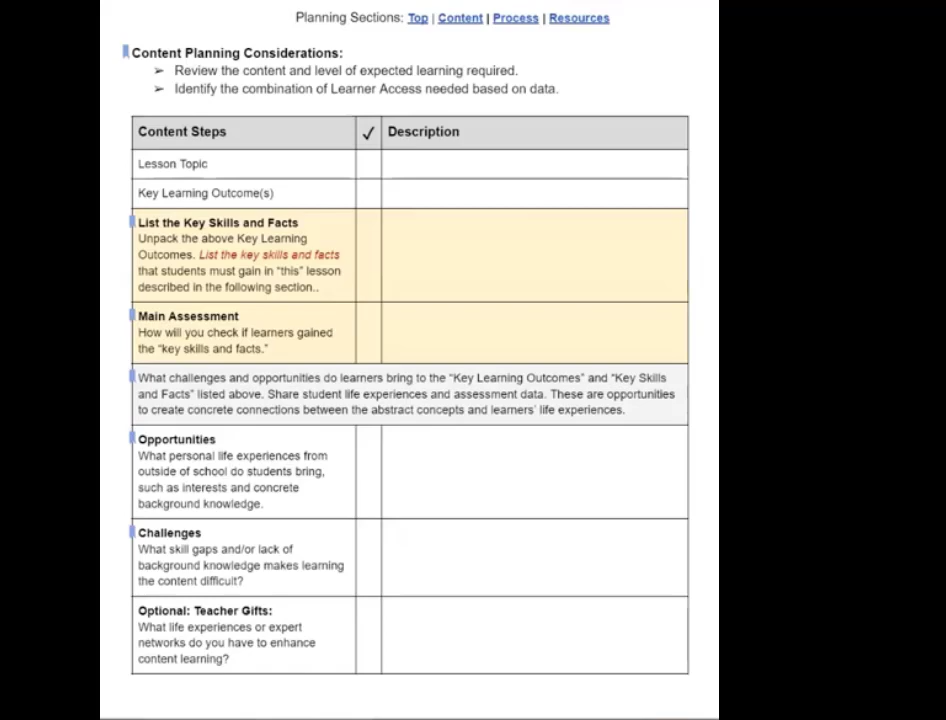 Planning Sections: Top | Content | Process | Resources
Content Planning Considerations:
➢ Review the content and level of expected learning required.
➢ Identify the combination of Learner Access needed based on data.
Content Steps ✓ Description
Lesson Topic
Key Learning Outcome(s)
List the Key Skills and Facts
Unpack the above Key Learning
Outcomes. List the key skills and facts
that students must gain in “this” lesson
described in the following section..
Main Assessment
How will you check if learners gained
the “key skills and facts.”
What challenges and opportunities do learners bring to the “Key Learning Outcomes” and “Key Skills
and Facts” listed above. Share student life experiences and assessment data. These are opportunities
to create concrete connections between the abstract concepts and learners’ life experiences.
Opportunities
What personal life experiences from
outside of school do students bring,
such as interests and concrete
background knowledge.
Challenges
What skill gaps and/or lack of
background knowledge makes learning
the content difficult?
Optional: Teacher Gifts:
What life experiences or expert
networks do you have to enhance
content learning?